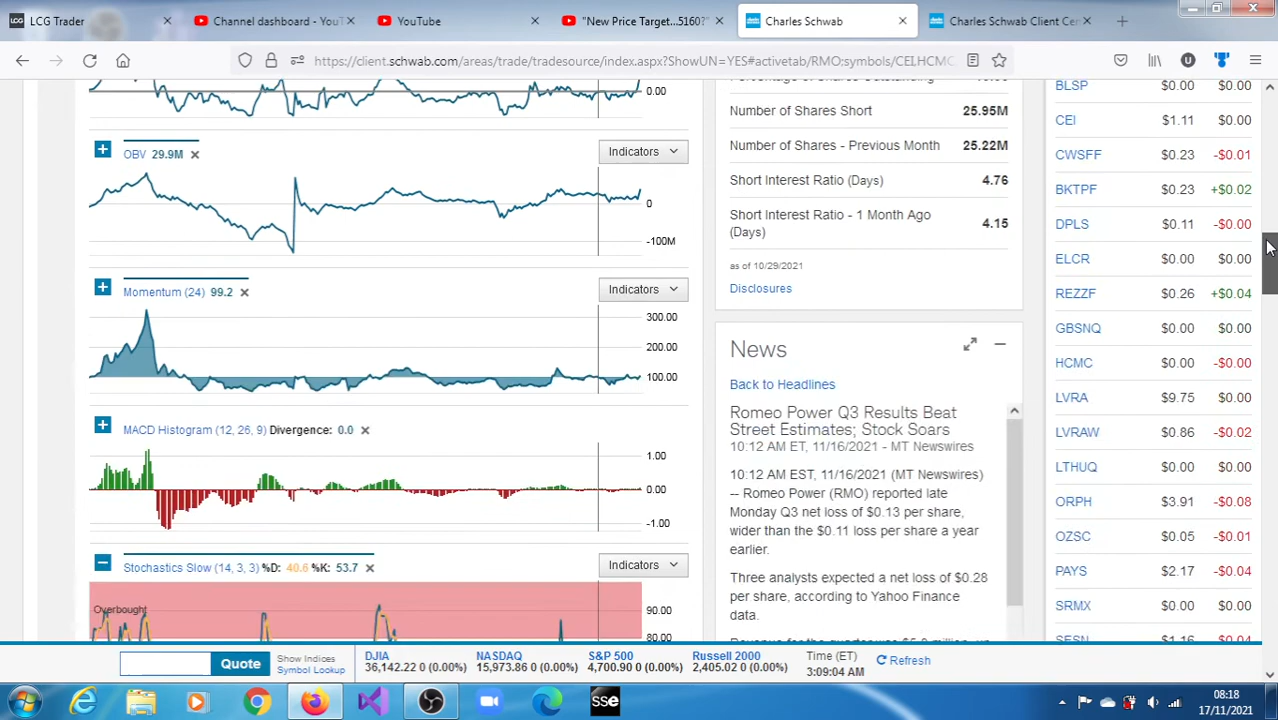 LCG Trader
Channel dashboard - YouT
YouTube
"New Price Target...5160?"
Charles Schwab
Charles Schwab Client Cen
https://client.schwab.com/areas/trade/tradesource/index.aspx?ShowUN=YES#activetab/RMO:symbols/CEI,HCMC,
0.00
OBV 29.9M
Indicators
0
-100M
Momentum (24) 99.2
Indicators
300.00
200.00
100.00
MACD Histogram (12, 26, 9) Divergence: 0.0
1.00
0.00
-1.00
Stochastics Slow (14, 3, 3) %D: 40.6 %K: 53.7
Indicators
Overbought
90.00
80.00
Number of Shares Short 25.95M
Number of Shares - Previous Month 25.22M
Short Interest Ratio (Days) 4.76
Short Interest Ratio - 1 Month Ago
(Days) 4.15
as of 10/29/2021
Disclosures
News
Back to Headlines
Romeo Power Q3 Results Beat
Street Estimates; Stock Soars
10:12 AM ET, 11/16/2021 - MT Newswires
10:12 AM EST, 11/16/2021 (MT Newswires)
-- Romeo Power (RMO) reported late
Monday Q3 net loss of $0.13 per share,
wider than the $0.11 loss per share a year
earlier.
Three analysts expected a net loss of $0.28
per share, according to Yahoo Finance
data.
BLSP $0.00 $0.00
CEI $1.11 $0.00
CWSFF $0.23 -$0.01
BKTPF $0.23 +$0.02
DPLS $0.11 -$0.00
ELCR $0.00 $0.00
REZZF $0.26 +$0.04
GBSNQ $0.00 $0.00
HCMC $0.00 -$0.00
LVRA $9.75 $0.00
LVRAW $0.86 -$0.02
LTHUQ $0.00 $0.00
ORPH $3.91 -$0.08
OZSC $0.05 -$0.01
PAYS $2.17 -$0.04
SRMX $0.00 $0.00
SESN $1.16 -$0.04
Quote
Show Indices
Symbol Lookup
DJIA
36,142.22 0 (0.00%)
NASDAQ
15,973.86 0 (0.00%)
S&P 500
4,700.90 0 (0.00%)
Russell 2000
2,405.02 0 (0.00%)
Time (ET)
3:09:04 AM
Refresh
sse
08:18
17/11/2021